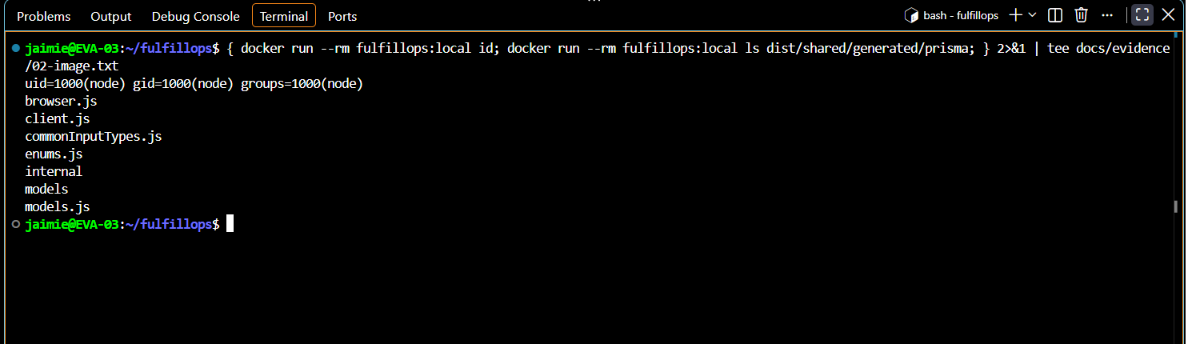 Problems Output Debug Console Terminal Ports bash - fulfillops
jaimie@EVA-03:~/fulfillops$ { docker run --rm fulfillops:local id; docker run --rm fulfillops:local ls dist/shared/generated/prisma; } 2>&1 | tee docs/evidence
/02-image.txt
uid=1000(node) gid=1000(node) groups=1000(node)
browser.js
client.js
commonInputTypes.js
enums.js
internal
models
models.js
jaimie@EVA-03:~/fulfillops$